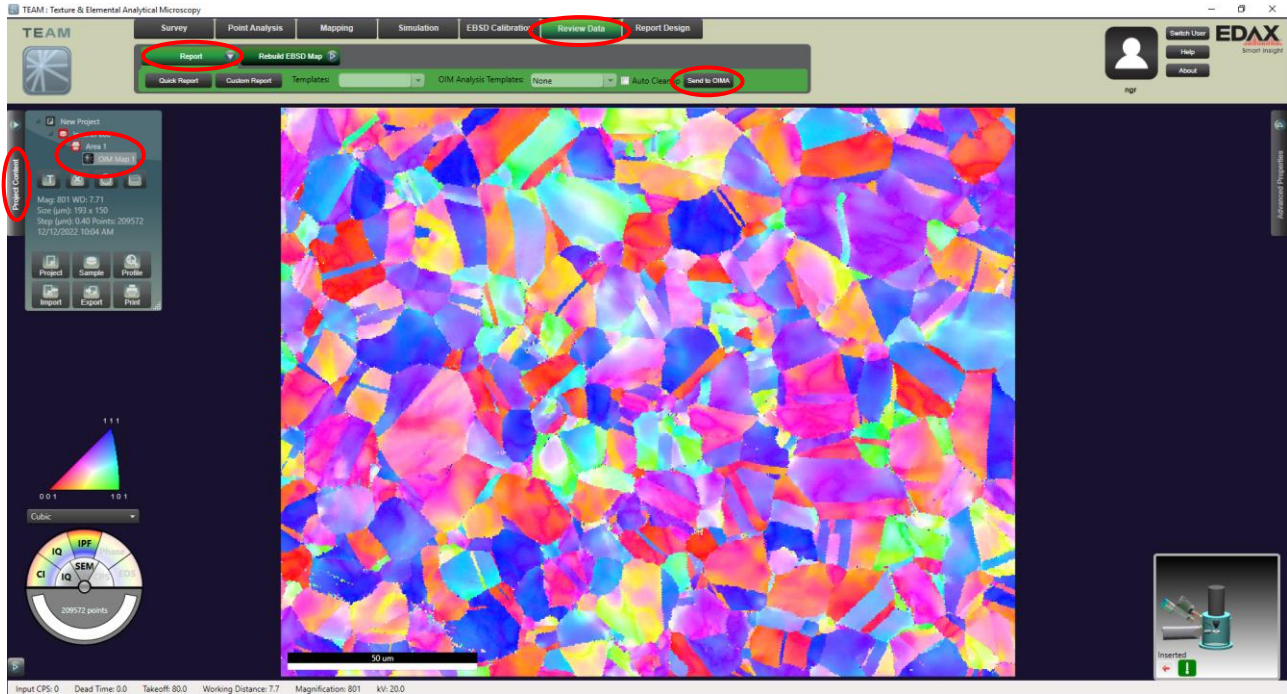 TEAM : Texture & Elemental Analytical Microscopy
TEAM
Survey
Point Analysis
Mapping
Simulation
EBSD Calibration
Review Data
Report Design
Report
Rebuild EBSD Map
Quick Report
Custom Report
Templates:
OIM Analysis Templates:
None
Auto Cleanup
Send to OIMA
ngr
Switch User
Help
About
EDAX
Smart Insight
Project Content
New Project
Area 1
OIM Map 1
Mag: 801 WD: 7.71
Size (µm): 193 x 150
Step (µm): 0.40 Points: 209572
12/12/2022 10:04 AM
Project
Sample
Profile
Import
Export
Print
Advanced Properties
1 1 1
0 0 1
1 0 1
Cubic
CI
IQ
IPF
Phase
EDS
SEM
IQ
209572 points
50 um
Inserted
Input CPS: 0 Dead Time: 0.0 Takeoff: 80.0 Working Distance: 7.7 Magnification: 801 kV: 20.0